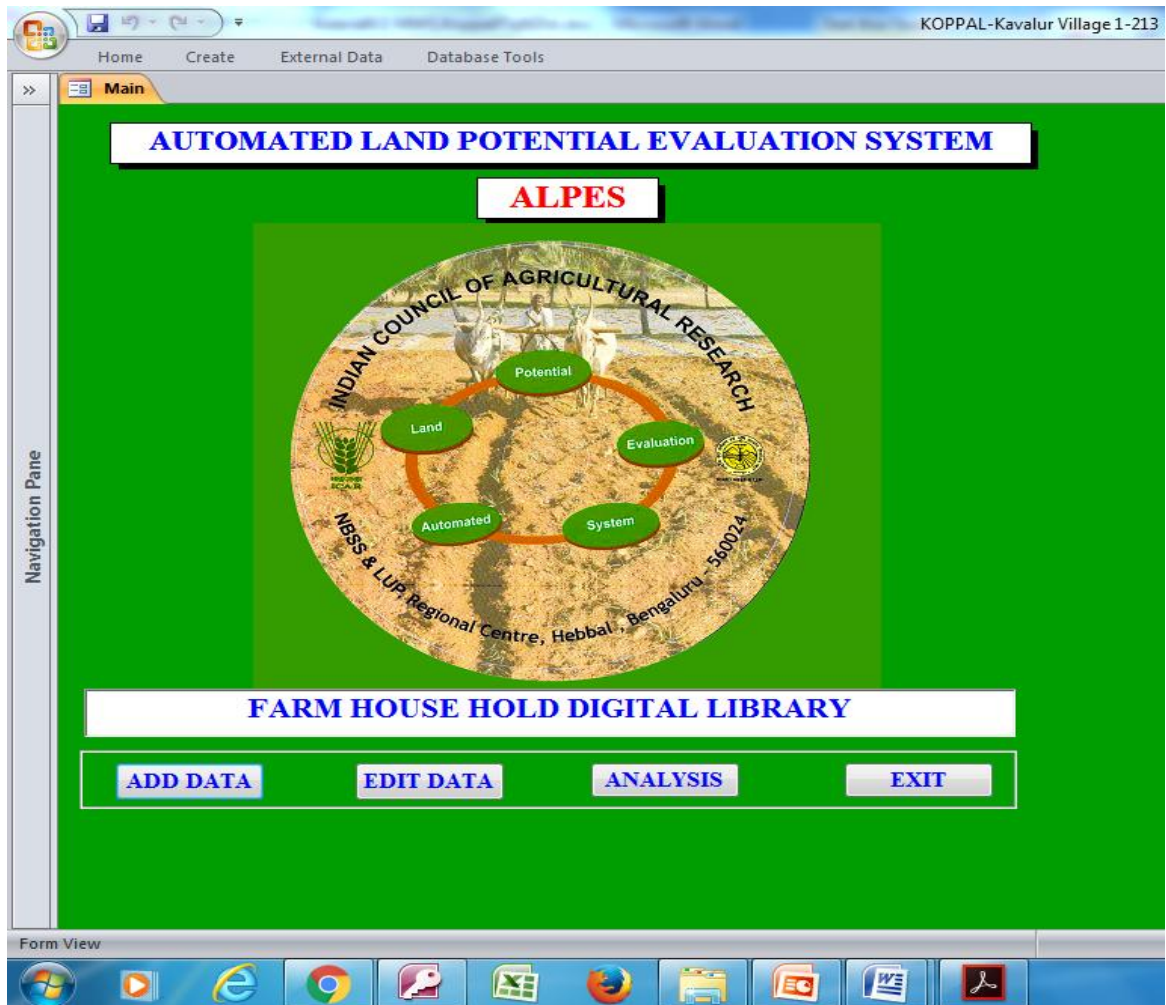 KOPPAL-Kavalur Village 1-213
Home Create External Data Database Tools
Main
AUTOMATED LAND POTENTIAL EVALUATION SYSTEM
ALPES
INDIAN COUNCIL OF AGRICULTURAL RESEARCH
Potential
Land
Evaluation
ICAR
Automated
System
NBSS & LUP, Regional Centre, Hebbal , Bengaluru - 560024
Navigation Pane
FARM HOUSE HOLD DIGITAL LIBRARY
ADD DATA EDIT DATA ANALYSIS EXIT
Form View